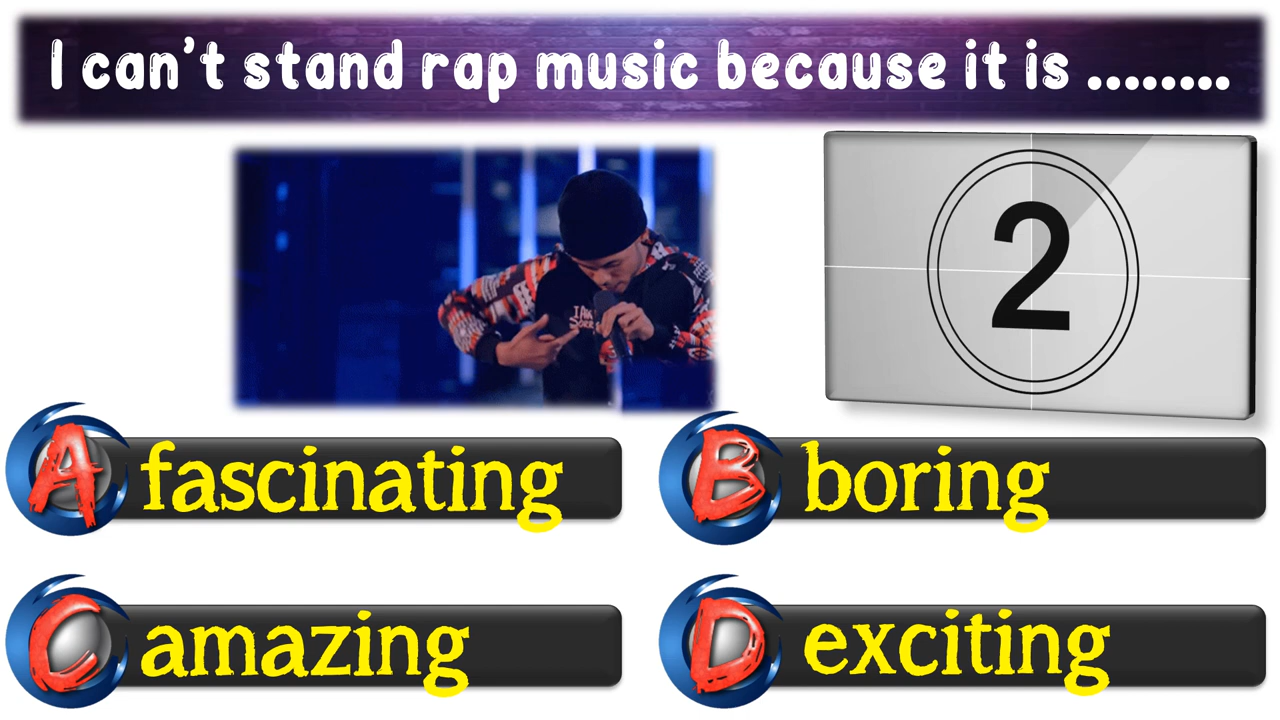 I can't stand rap music because it is ........
2
A fascinating
B boring
C amazing
D exciting